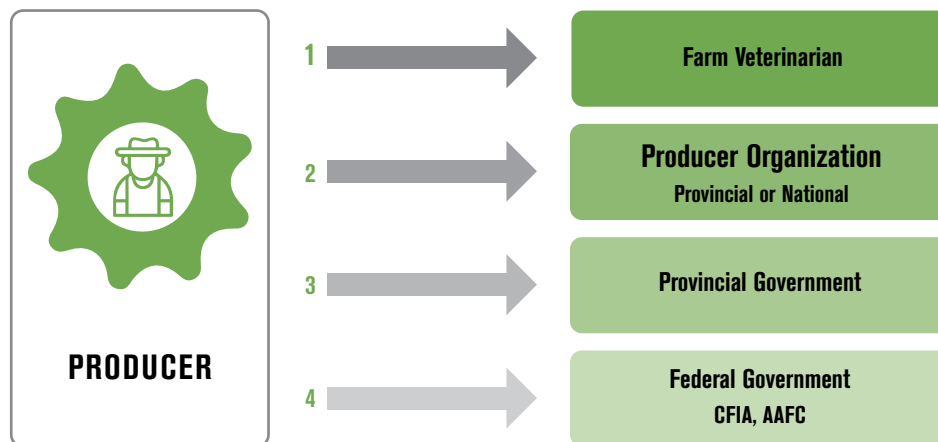 PRODUCER
1
Farm Veterinarian
2
Producer Organization
Provincial or National
3
Provincial Government
4
Federal Government
CFIA, AAFC